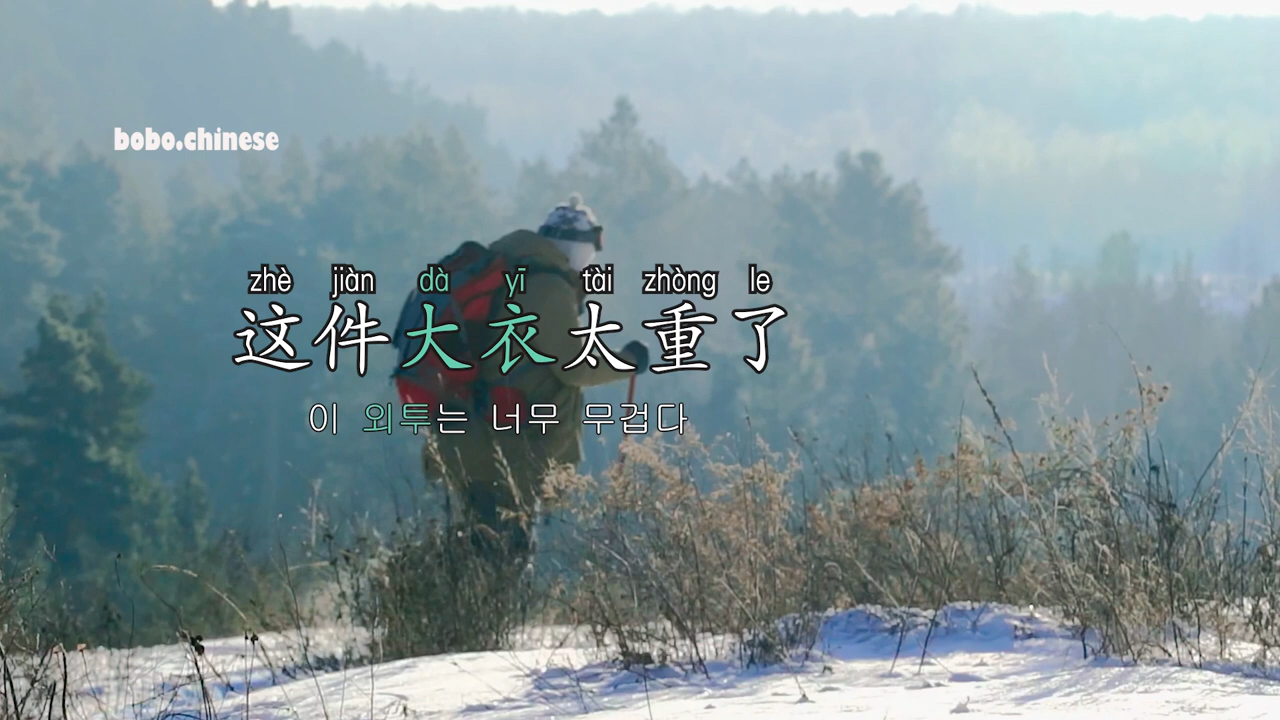 bobo.chinese
zhè jiàn dà yī tài zhòng le
这件大衣太重了
이 외투는 너무 무겁다